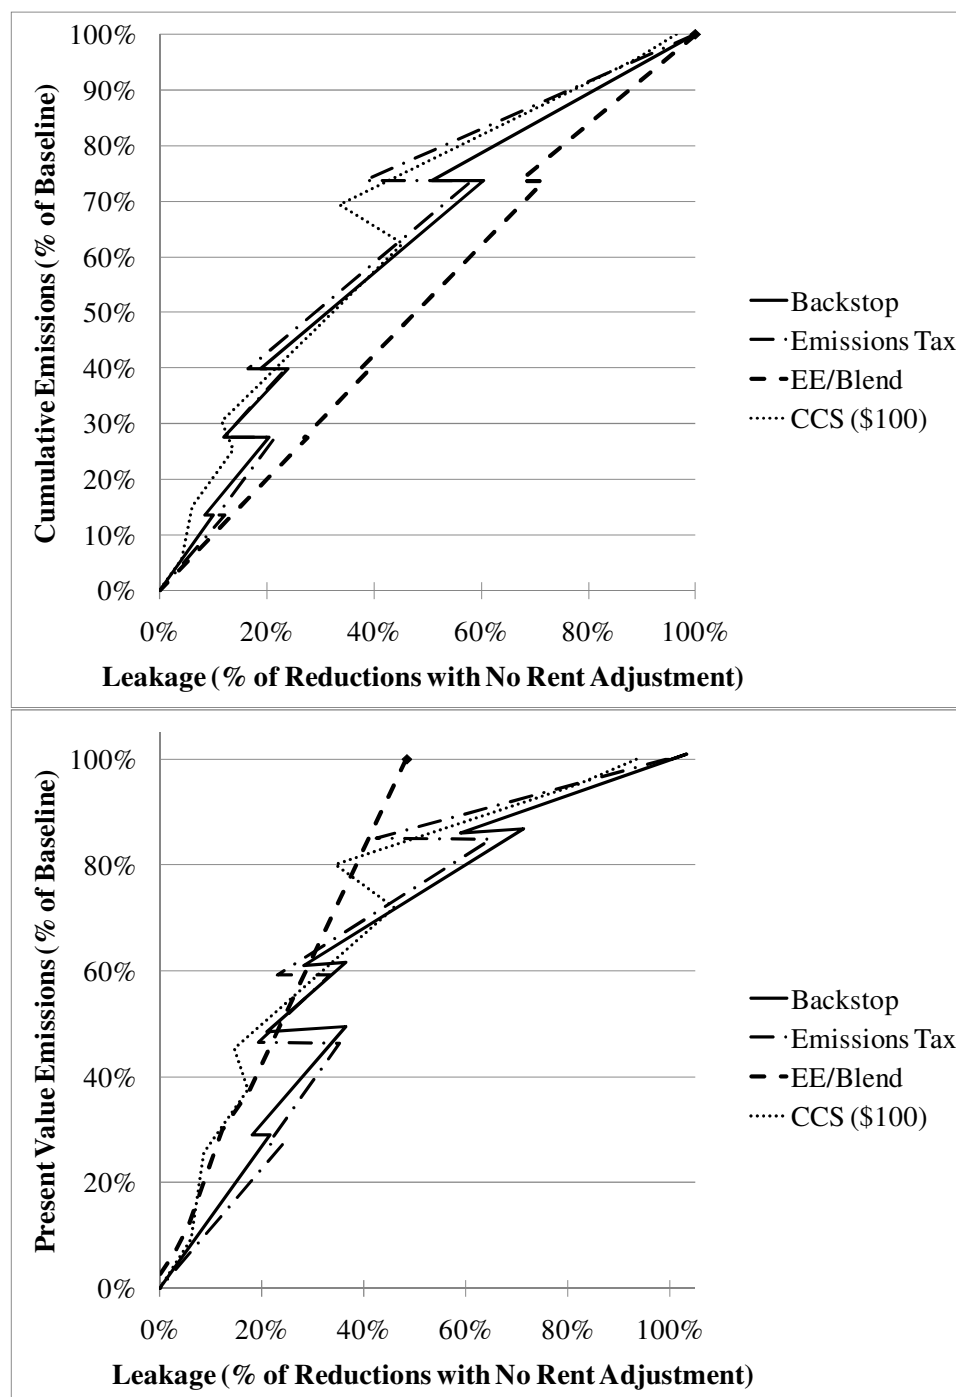 100%
90%
80%
70%
60%
50%
40%
30%
20%
10%
0%
Cumulative Emissions (% of Baseline)
0% 20% 40% 60% 80% 100%
Leakage (% of Reductions with No Rent Adjustment)
Backstop
Emissions Tax
EE/Blend
CCS ($100)
100%
80%
60%
40%
20%
0%
Present Value Emissions (% of Baseline)
0% 20% 40% 60% 80% 100%
Leakage (% of Reductions with No Rent Adjustment)
Backstop
Emissions Tax
EE/Blend
CCS ($100)